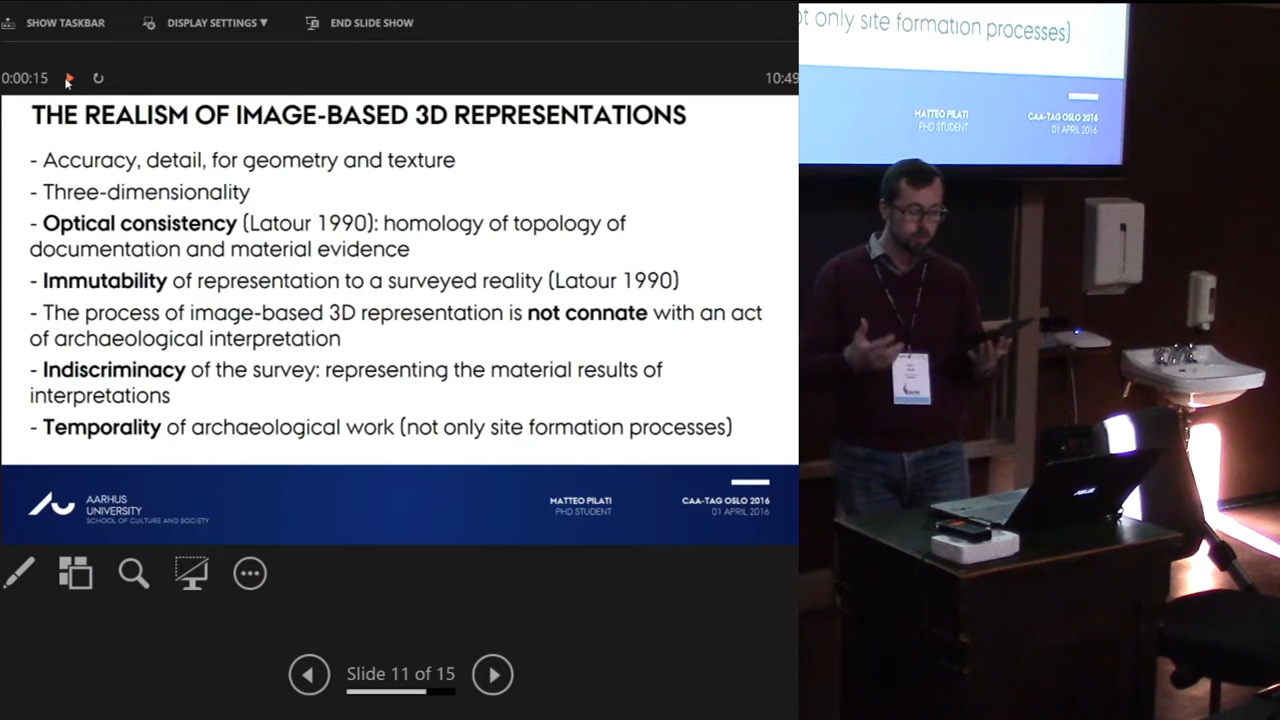 SHOW TASKBAR DISPLAY SETTINGS ▼ END SLIDE SHOW
0:00:15 10:49
THE REALISM OF IMAGE-BASED 3D REPRESENTATIONS
- Accuracy, detail, for geometry and texture
- Three-dimensionality
- Optical consistency (Latour 1990): homology of topology of
documentation and material evidence
- Immutability of representation to a surveyed reality (Latour 1990)
- The process of image-based 3D representation is not connate with an act
of archaeological interpretation
- Indiscriminacy of the survey: representing the material results of
interpretations
- Temporality of archaeological work (not only site formation processes)
AARHUS
UNIVERSITY
SCHOOL OF CULTURE AND SOCIETY
MATTEO PILATI
PHD STUDENT
CAA-TAG OSLO 2016
01 APRIL 2016
Slide 11 of 15
only site formation processes)
MATTEO PILATI
PHD STUDENT
CAA-TAG OSLO 2016
01 APRIL 2016
ASUS